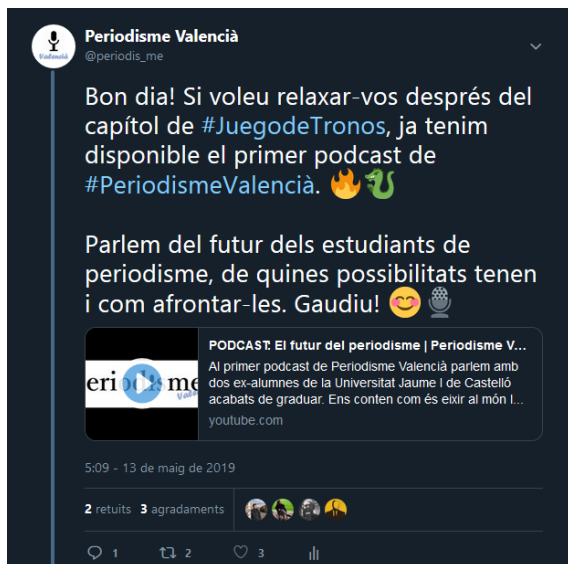 Periodisme Valencià
@periodis_me
Bon dia! Si voleu relaxar-vos després del
capítol de #JuegodeTronos, ja tenim
disponible el primer podcast de
#PeriodismeValencià. 🔥🐉
Parlem del futur dels estudiants de
periodisme, de quines possibilitats tenen
i com afrontar-les. Gaudiu! 😊🎙
PODCAST: El futur del periodisme | Periodisme V...
Al primer podcast de Periodisme Valencià parlem amb
dos ex-alumnes de la Universitat Jaume I de Castelló
acabats de graduar. Ens conten com és eixir al món l...
youtube.com
eriodis me
Valen
5:09 - 13 de maig de 2019
2 retuits 3 agradaments
1 2 3